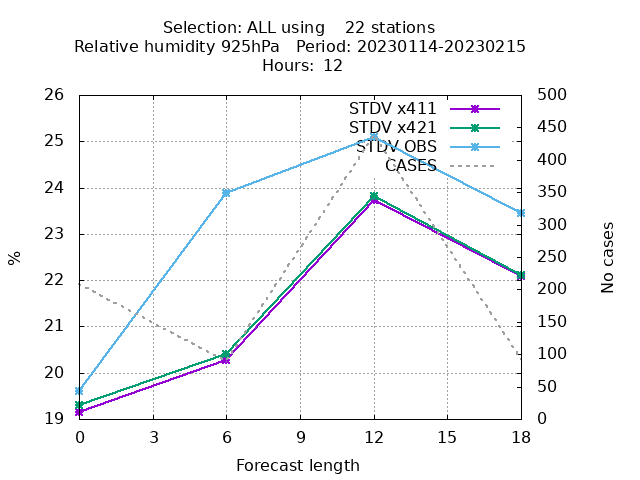 Selection: ALL using    22 stations
Relative humidity 925hPa   Period: 20230114-20230215
Hours: 12
STDV x411
STDV x421
STDV OBS
CASES
26
25
24
23
22
21
20
19
%
500
450
400
350
300
250
200
150
100
50
0
No cases
0 3 6 9 12 15 18
Forecast length